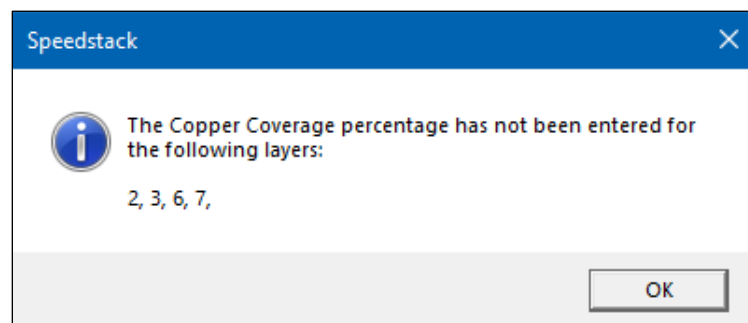 Speedstack
The Copper Coverage percentage has not been entered for
the following layers:
2, 3, 6, 7,
OK